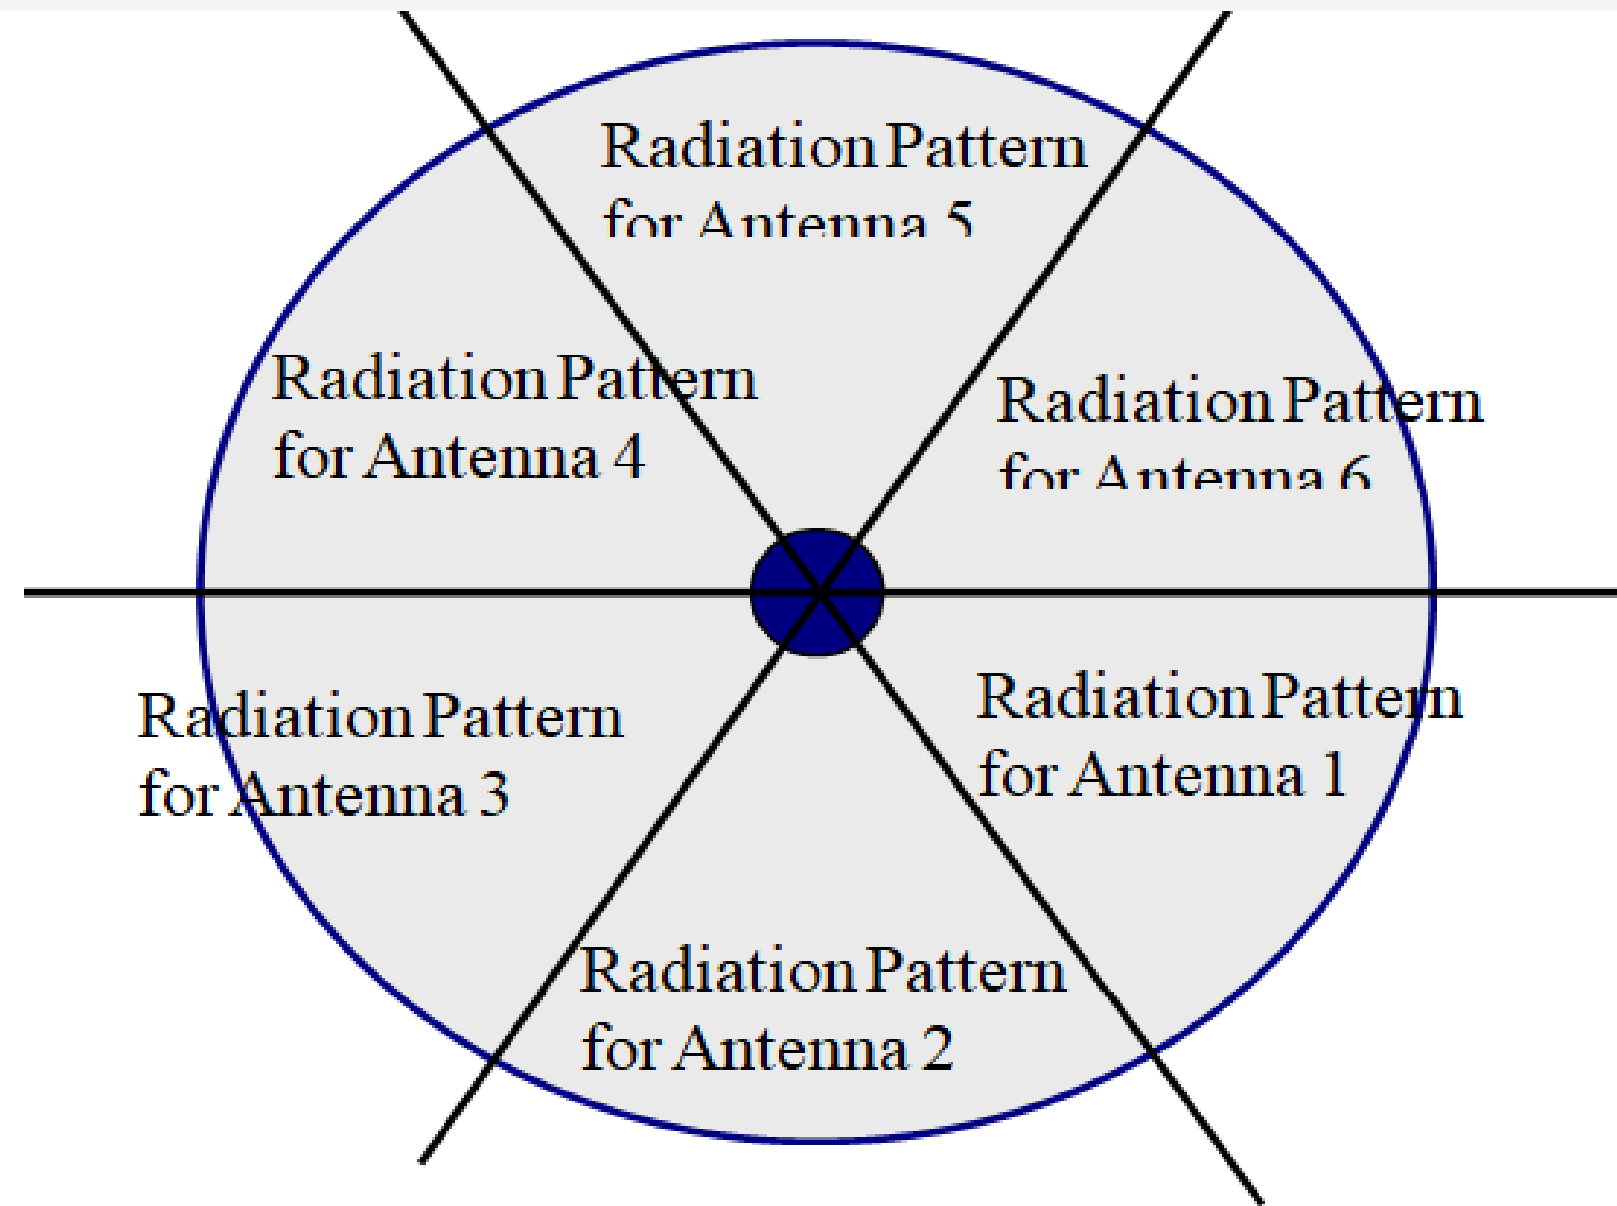 Radiation Pattern
for Antenna 5
Radiation Pattern
for Antenna 4
Radiation Pattern
for Antenna 6
Radiation Pattern
for Antenna 3
Radiation Pattern
for Antenna 1
Radiation Pattern
for Antenna 2